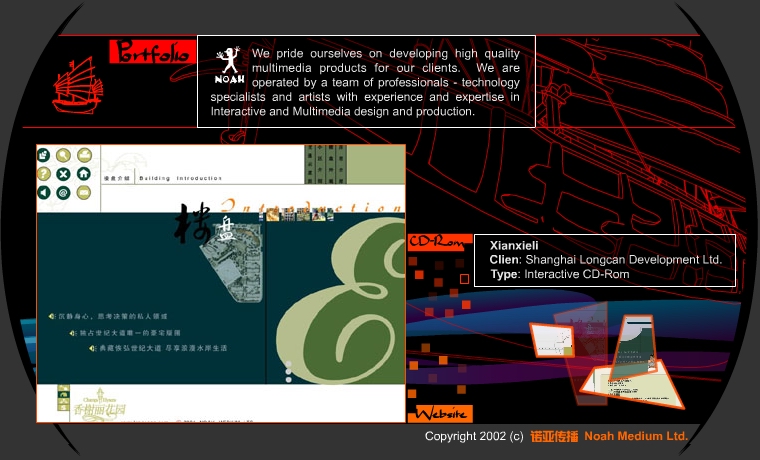 Portfolio
NOAH
We pride ourselves on developing high quality
multimedia products for our clients. We are
operated by a team of professionals - technology
specialists and artists with experience and expertise in
Interactive and Multimedia design and production.
楼盘介绍 Building Introduction
Introduction
楼盘
沉静身心，思考决策的私人领域
独占世纪大道唯一的豪宅版图
典藏恢弘世纪大道 尽享浪漫水岸生活
香樹丽花园
CD-Rom
Xianxieli
Clien: Shanghai Longcan Development Ltd.
Type: Interactive CD-Rom
Website
Copyright 2002 (c) 诺亚传播 Noah Medium Ltd.